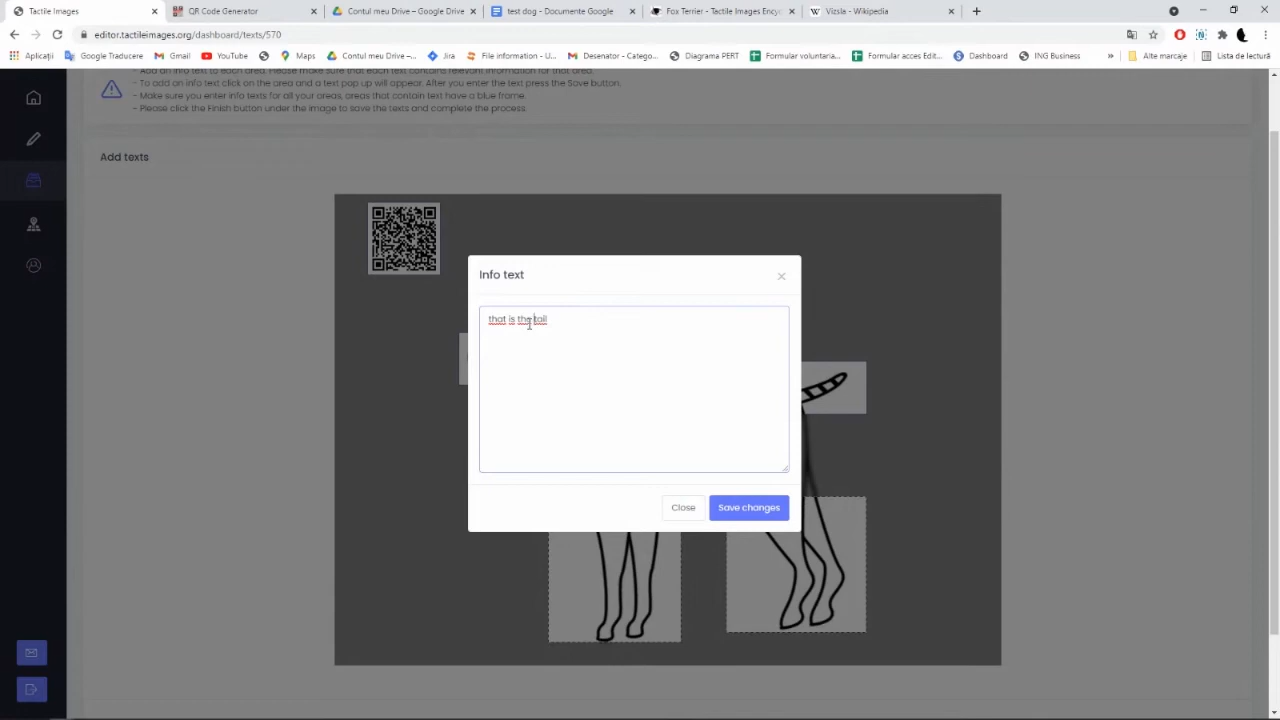 Tactile Images
QR Code Generator
Contul meu Drive – Google Drive
test dog - Documente Google
Fox Terrier - Tactile Images Ency
Vizsla - Wikipedia
editor.tactileimages.org/dashboard/texts/570
Aplicații
Google Traducere
Gmail
YouTube
Maps
Contul meu Drive –...
Jira
File information - U...
Desenator - Catego...
Diagrama PERT
Formular voluntaria...
Formular acces Edit...
Dashboard
ING Business
Alte marcaje
Lista de lectură
- Add an info text to each area. Please make sure that each text contains relevant information for that area.
- To add an info text click on the area and a text pop up will appear. After you enter the text press the Save button.
- Make sure you enter info texts for all your areas, areas that contain text have a blue frame.
- Please click the Finish button under the image to save the texts and complete the process.
Add texts
Info text
that is the tail
Close
Save changes